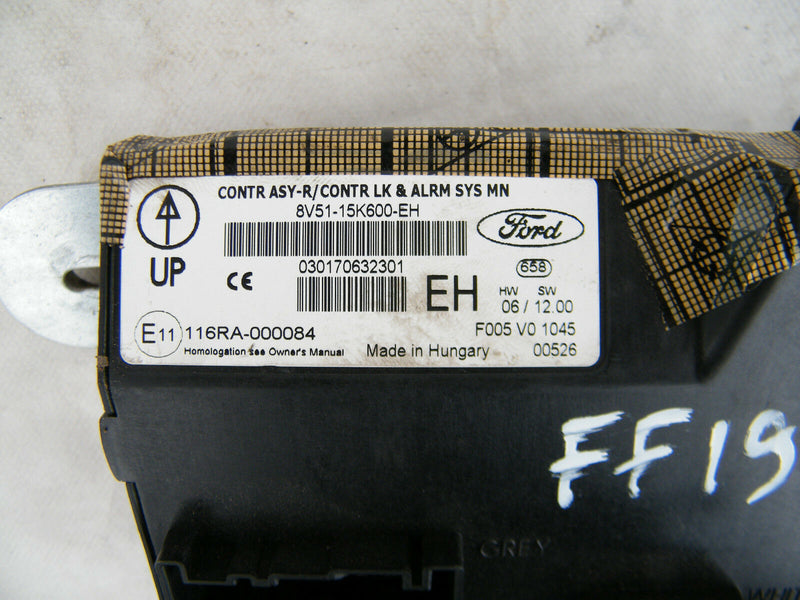 CONTR ASY-R/CONTR LK & ALRM SYS MN
8V51-15K600-EH
Ford
UP
CE
030170632301
EH
658
HW SW
06 / 12.00
E11 116RA-000084
F005 V0 1045
Homologation see Owner's Manual
Made in Hungary
00526
FF19
GREY